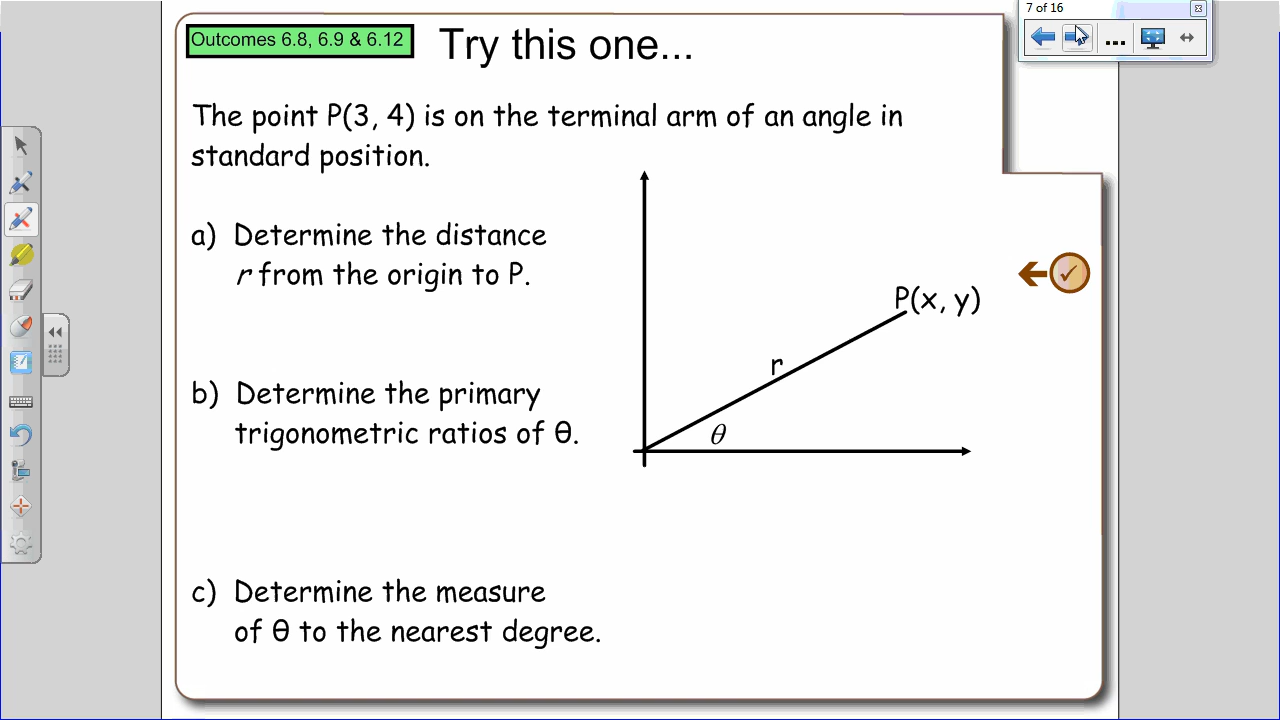 7 of 16
Outcomes 6.8, 6.9 & 6.12
Try this one...
The point P(3, 4) is on the terminal arm of an angle in
standard position.
a) Determine the distance
r from the origin to P.
P(x, y)
r
θ
b) Determine the primary
trigonometric ratios of θ.
c) Determine the measure
of θ to the nearest degree.